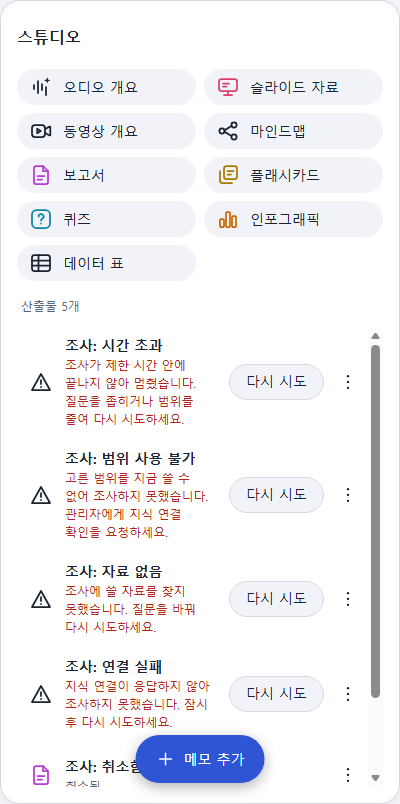 스튜디오
오디오 개요
슬라이드 자료
동영상 개요
마인드맵
보고서
플래시카드
퀴즈
인포그래픽
데이터 표
산출물 5개
조사: 시간 초과
조사가 제한 시간 안에
끝나지 않아 멈췄습니다.
질문을 좁히거나 범위를
줄여 다시 시도하세요.
다시 시도
조사: 범위 사용 불가
고른 범위를 지금 쓸 수
없어 조사하지 못했습니다.
관리자에게 지식 연결
확인을 요청하세요.
다시 시도
조사: 자료 없음
조사에 쓸 자료를 찾지
못했습니다. 질문을 바꿔
다시 시도하세요.
다시 시도
조사: 연결 실패
지식 연결이 응답하지 않아
조사하지 못했습니다. 잠시
후 다시 시도하세요.
다시 시도
조사: 취소함
메모 추가